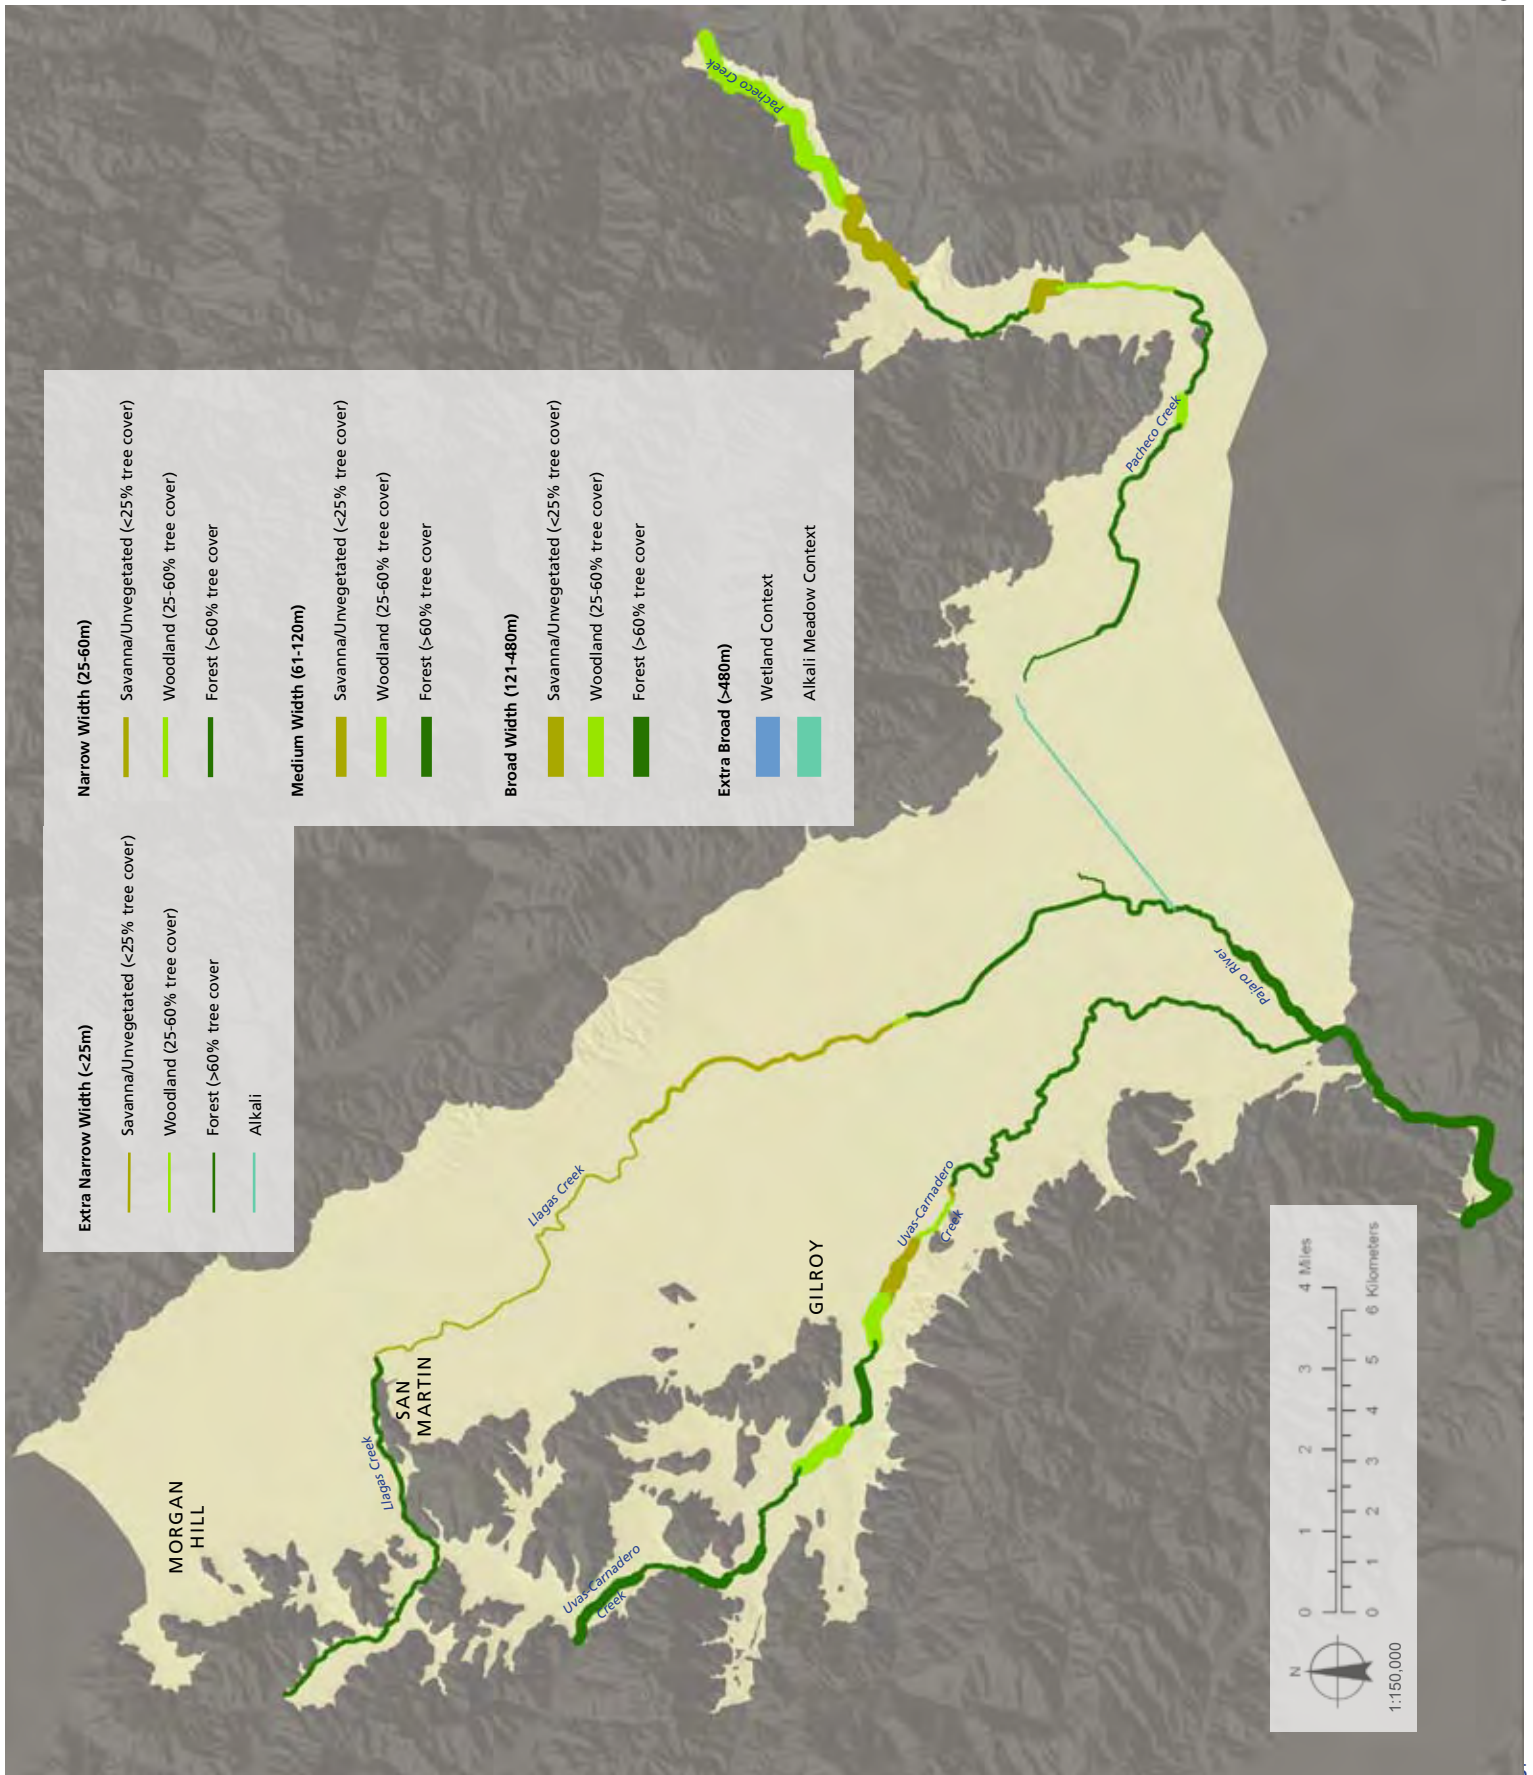 Extra Narrow Width (<25m)
Savanna/Unvegetated (<25% tree cover)
Woodland (25-60% tree cover)
Forest (>60% tree cover
Alkali
Narrow Width (25-60m)
Savanna/Unvegetated (<25% tree cover)
Woodland (25-60% tree cover)
Forest (>60% tree cover
Medium Width (61-120m)
Savanna/Unvegetated (<25% tree cover)
Woodland (25-60% tree cover)
Forest (>60% tree cover
Broad Width (121-480m)
Savanna/Unvegetated (<25% tree cover)
Woodland (25-60% tree cover)
Forest (>60% tree cover
Extra Broad (>480m)
Wetland Context
Alkali Meadow Context
MORGAN
HILL
Llagas Creek
SAN
MARTIN
Llagas Creek
Uvas-Carnadero
Creek
GILROY
Uvas-Carnadero
Creek
Pajaro River
Pacheco Creek
Pacheco Creek
N
1:150,000
0 1 2 3 4 Miles
0 1 2 3 4 5 6 Kilometers